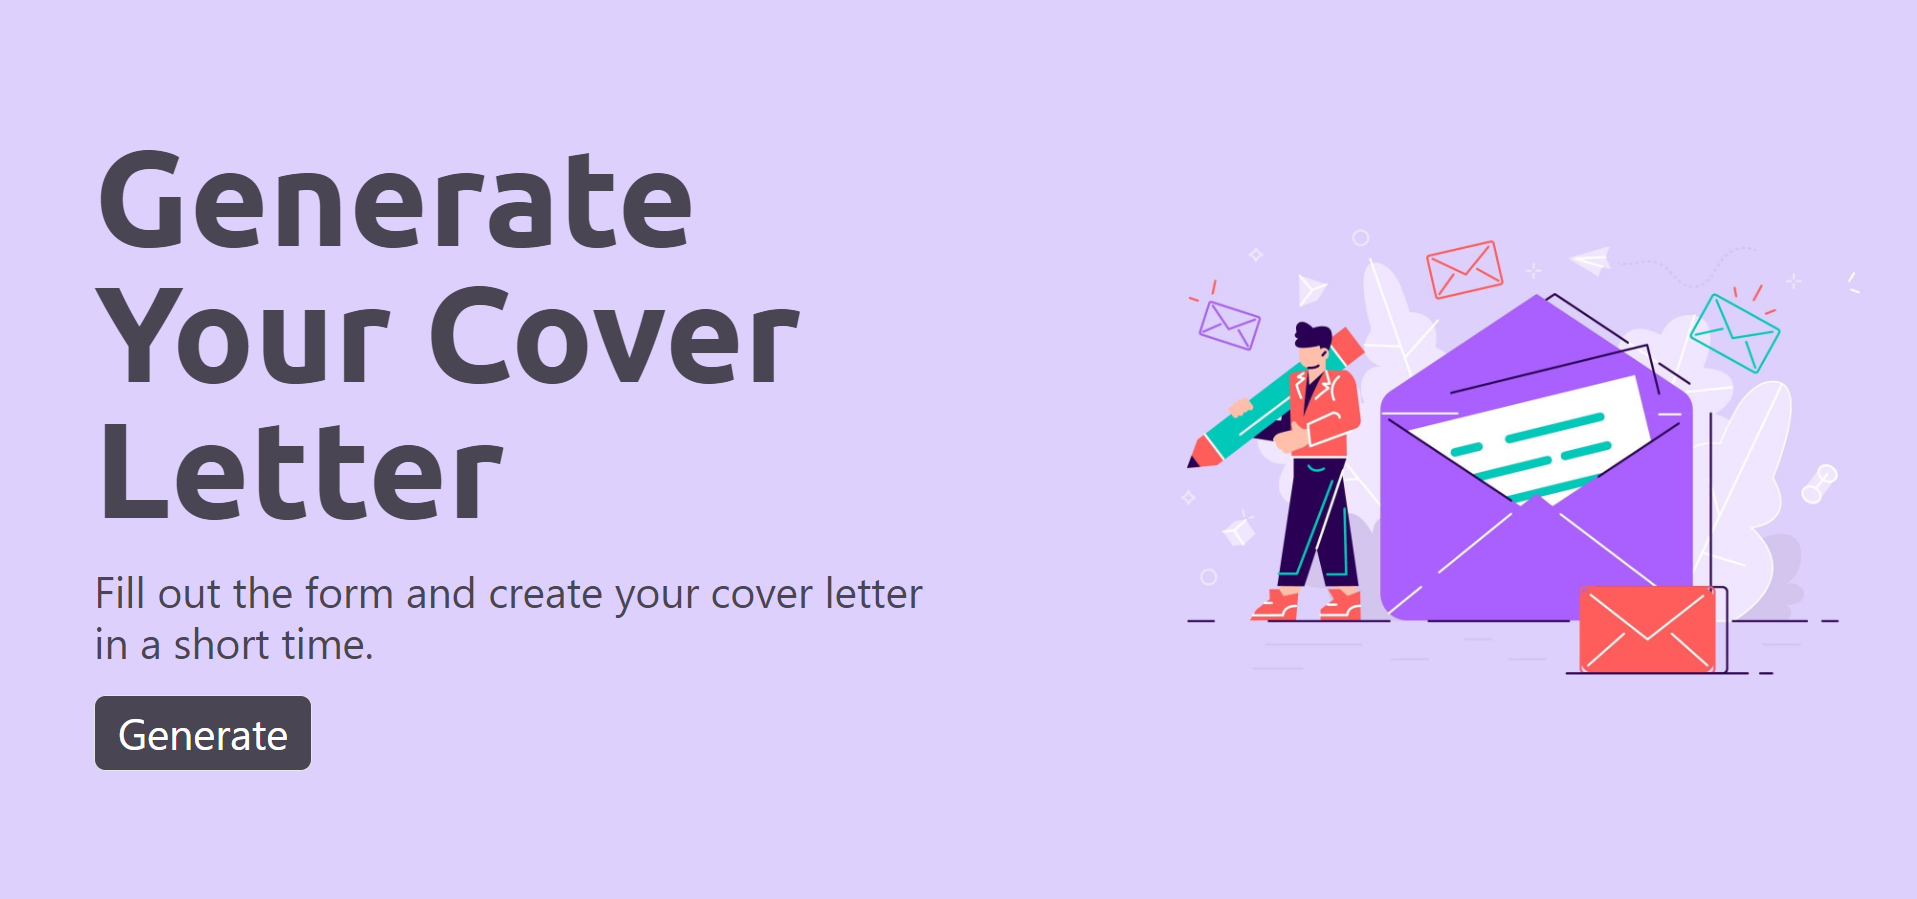 Generate
Your Cover
Letter
Fill out the form and create your cover letter
in a short time.
Generate